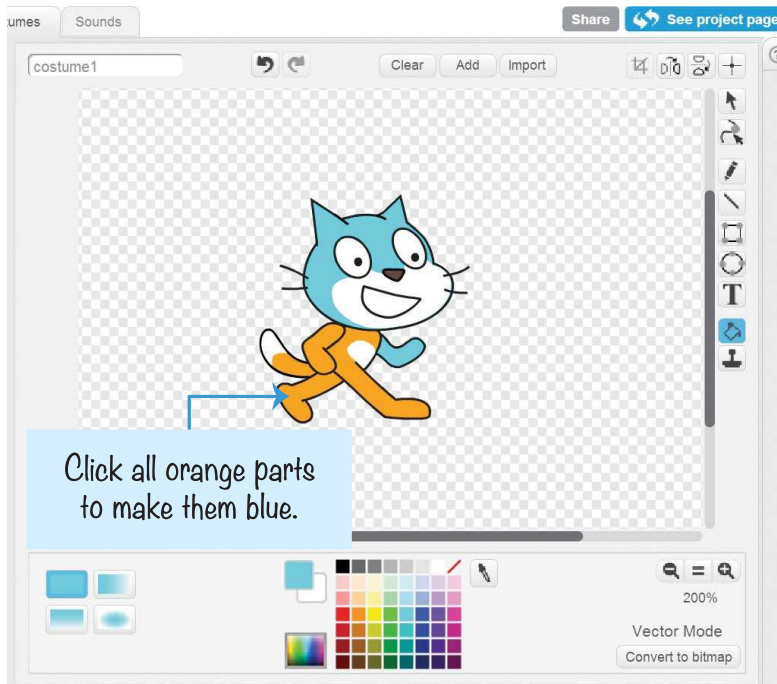 umes
Sounds
Share
See project page
costume1
Clear
Add
Import
T
Click all orange parts
to make them blue.
200%
Vector Mode
Convert to bitmap